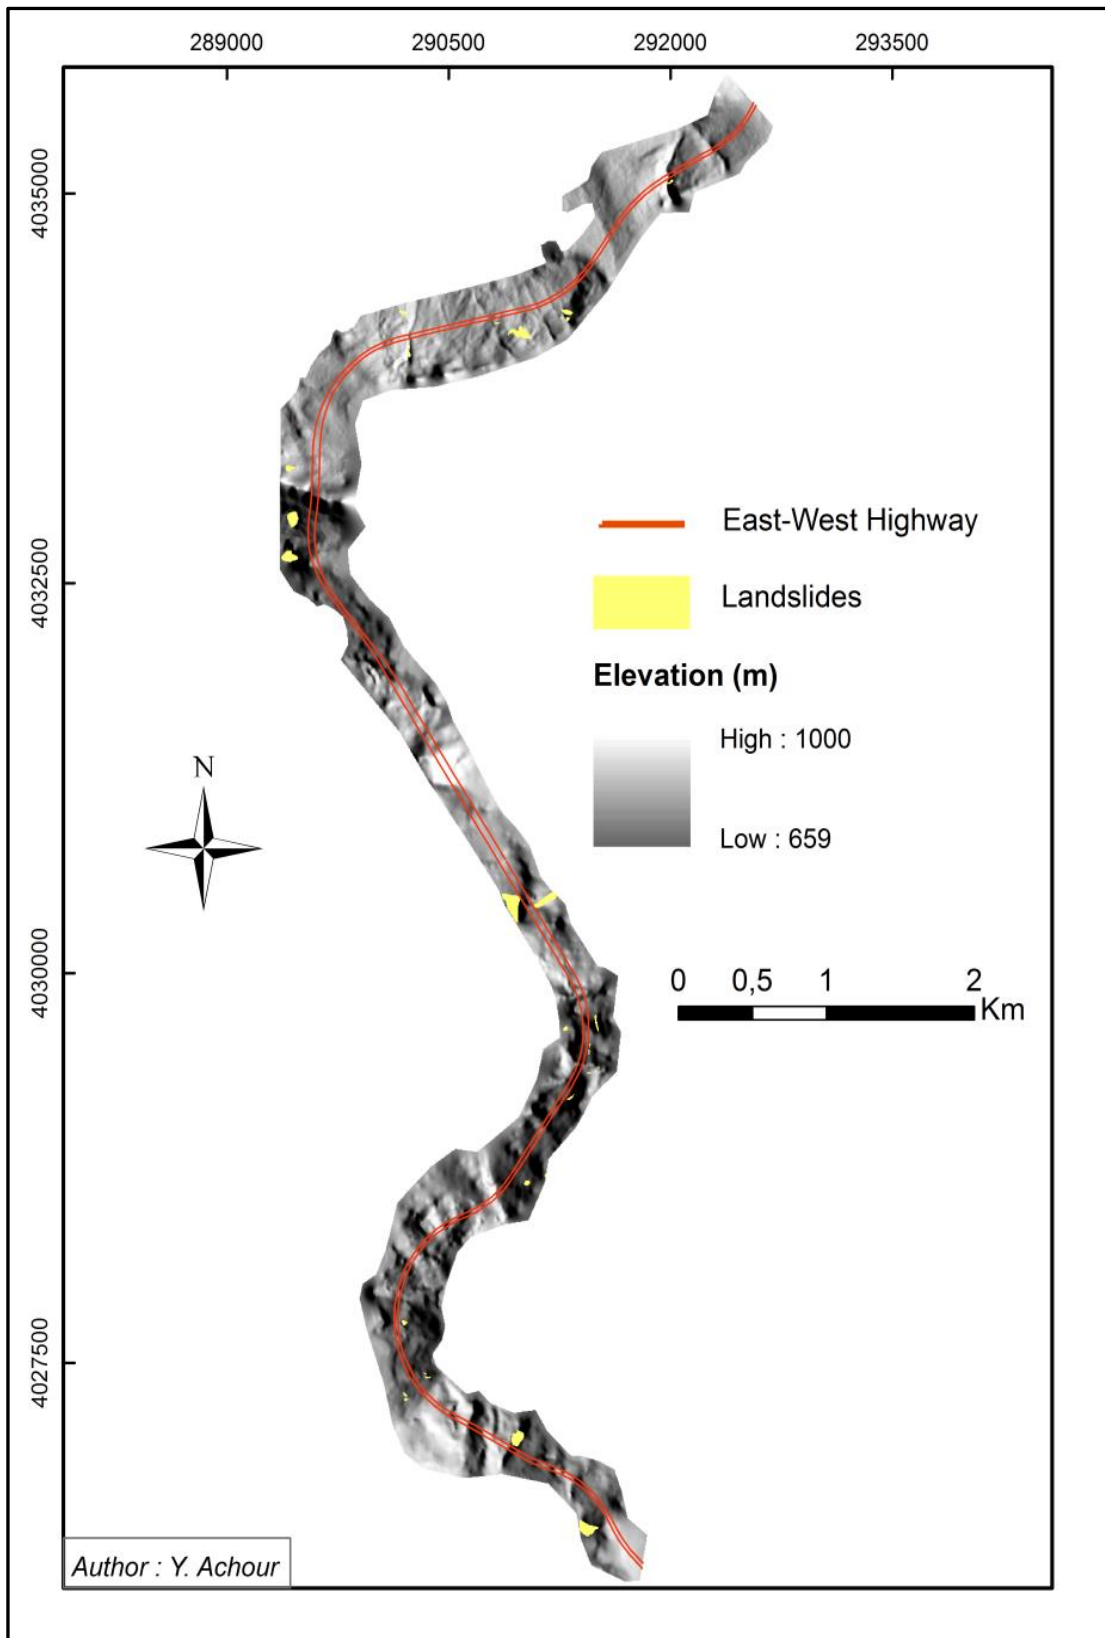 289000 290500 292000 293500
4035000
4032500
4030000
4027500
East-West Highway
Landslides
Elevation (m)
High : 1000
Low : 659
N
0 0,5 1 2
Km
Author : Y. Achour